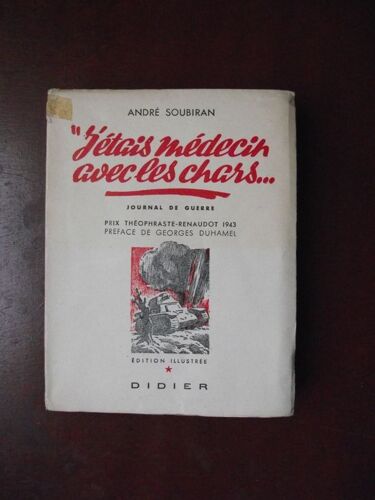 ANDRÉ SOUBIRAN
"J'étais médecin
avec les chars...
JOURNAL DE GUERRE
PRIX THÉOPHRASTE-RENAUDOT 1943
PRÉFACE DE GEORGES DUHAMEL
ÉDITION ILLUSTRÉE
DIDIER